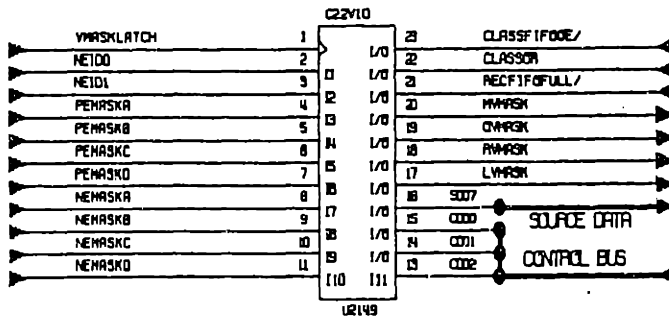 C22V10
YMASKLATCH 1 23 CLASSFIFOOE/
NEID0 2 I/O 22 CLASSOR
NEID1 3 I1 I/O 21 RECFIFOFULL/
PEMASKA 4 I2 I/O 20 MVMASK
PEMASKB 5 I3 I/O 19 OVMASK
PEMASKC 6 I4 I/O 18 RVMASK
PEMASKD 7 I5 I/O 17 LVMASK
NEMASKA 8 I6 I/O 16 SD07
NEMASKB 9 I7 I/O 15 CD00 SOURCE DATA
NEMASKC 10 I8 I/O 14 CD01
NEMASKD 11 I9 I/O 13 CD02 CONTROL BUS
I10 I11
U2149